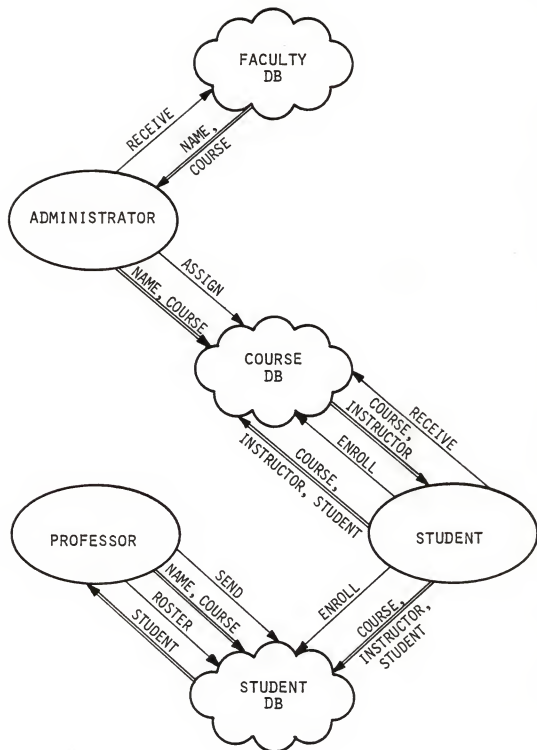 FACULTY
DB
RECEIVE
NAME,
COURSE
ADMINISTRATOR
ASSIGN
NAME, COURSE
COURSE
DB
RECEIVE
COURSE,
INSTRUCTOR
ENROLL
COURSE,
INSTRUCTOR, STUDENT
PROFESSOR
STUDENT
SEND
NAME, COURSE
ROSTER
STUDENT
ENROLL
COURSE,
INSTRUCTOR,
STUDENT
STUDENT
DB